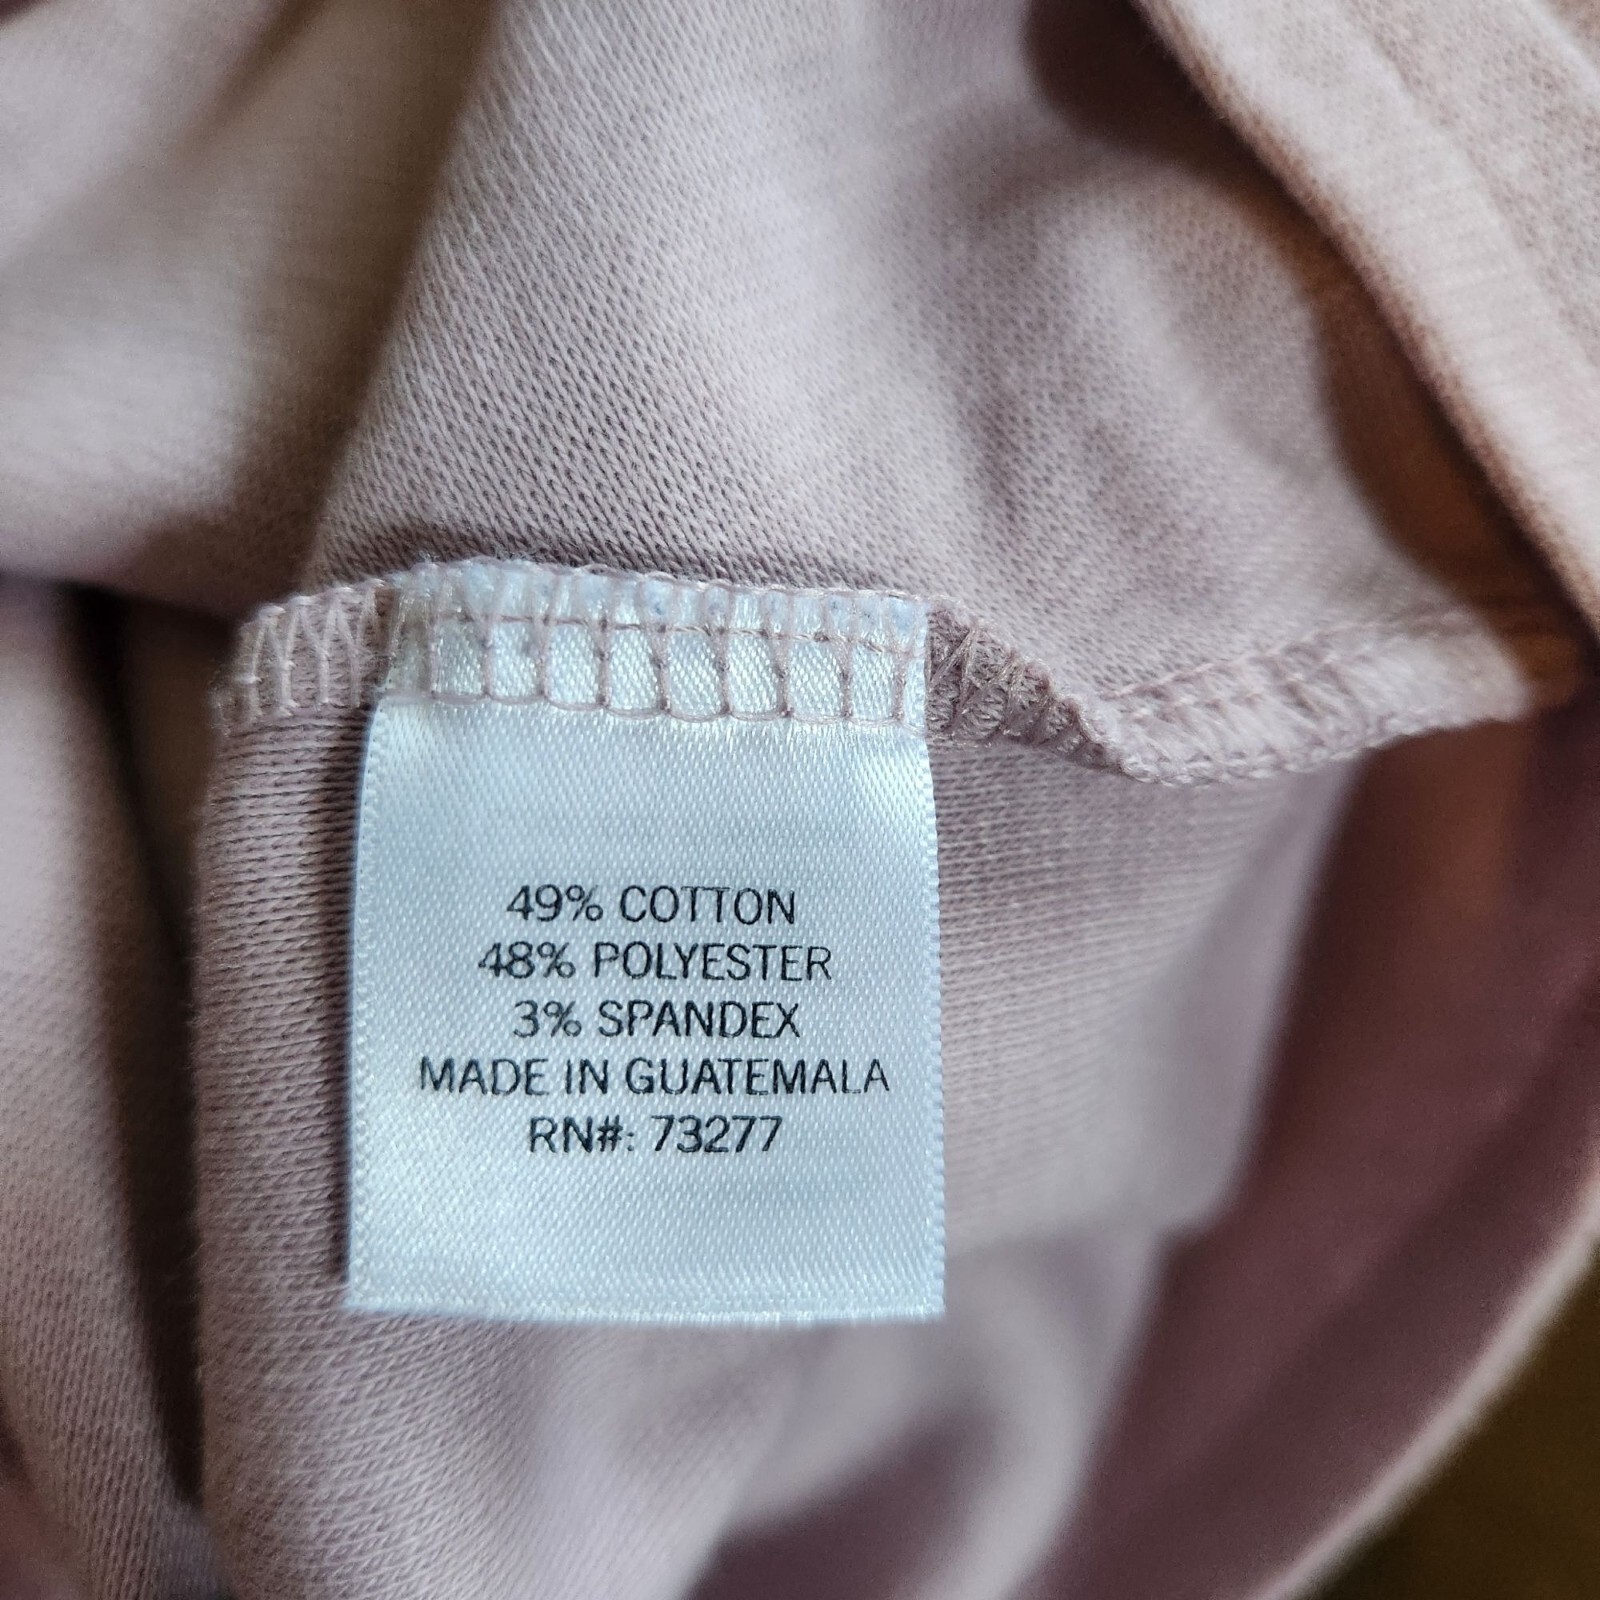 49% COTTON
48% POLYESTER
3% SPANDEX
MADE IN GUATEMALA
RN#: 73277